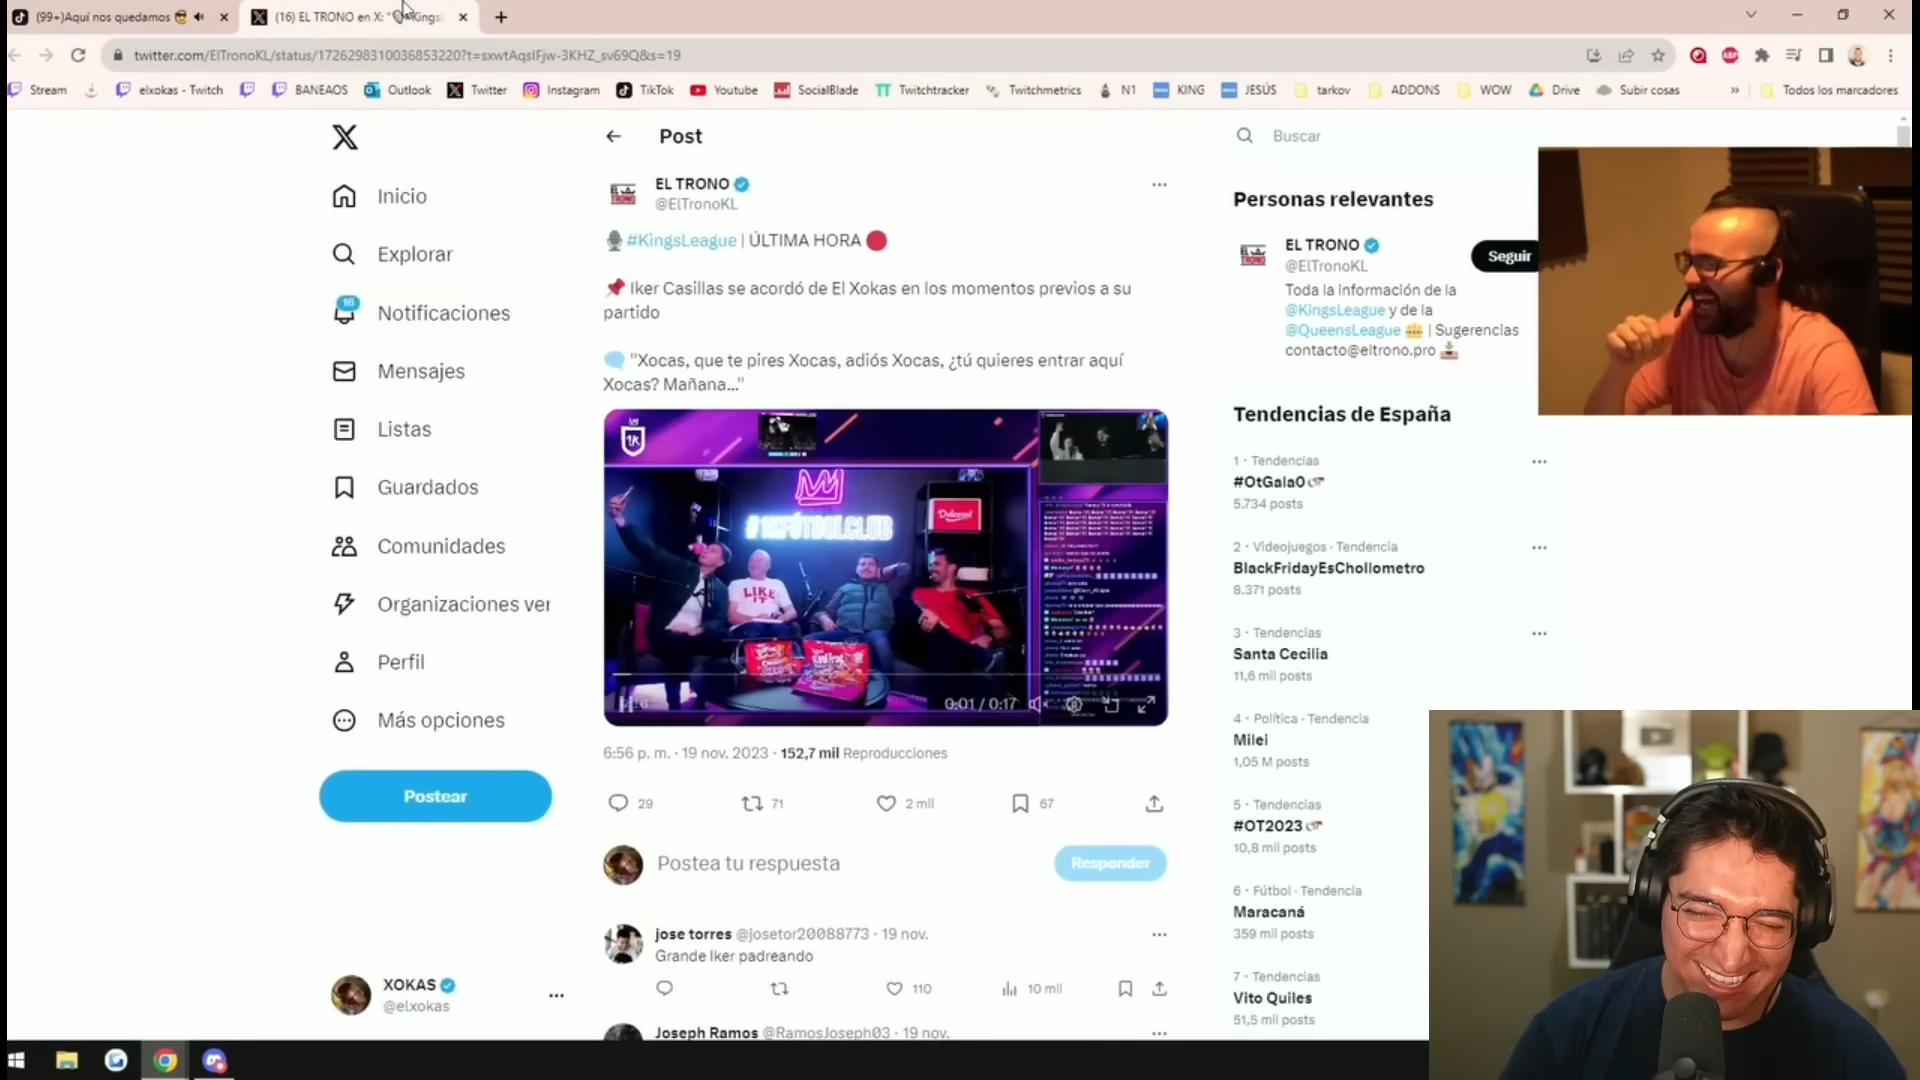 (99+)Aquí nos quedamos 😎
(16) EL TRONO en X: "🎙️#Kings
twitter.com/ElTronoKL/status/1726298310036853220?t=sxwtAqsIFjw-3KHZ_sv69Q&s=19
Stream
elxokas - Twitch
BANEAOS
Outlook
Twitter
Instagram
TikTok
Youtube
SocialBlade
Twitchtracker
Twitchmetrics
N1
KING
JESÚS
tarkov
ADDONS
WOW
Drive
Subir cosas
»
Todos los marcadores
Inicio
Explorar
16
Notificaciones
Mensajes
Listas
Guardados
Comunidades
Organizaciones ver
Perfil
Más opciones
Postear
XOKAS
@elxokas
Post
EL TRONO
@ElTronoKL
🎙️#KingsLeague | ÚLTIMA HORA 🔴
📌 Iker Casillas se acordó de El Xokas en los momentos previos a su
partido
💬 "Xocas, que te pires Xocas, adiós Xocas, ¿tú quieres entrar aquí
Xocas? Mañana..."
1K
#1KFÚTBOLCLUB
Dulcesol
LIKE
IT
0:01 / 0:17
6:56 p. m. · 19 nov. 2023 · 152,7 mil Reproducciones
29
71
2 mil
67
Postea tu respuesta
Responder
jose torres @josetor20088773 · 19 nov.
Grande Iker padreando
110
10 mil
Joseph Ramos @RamosJoseph03 · 19 nov.
Buscar
Personas relevantes
EL TRONO
@ElTronoKL
Seguir
Toda la información de la
@KingsLeague y de la
@QueensLeague 👑 | Sugerencias
contacto@eltrono.pro 📥
Tendencias de España
1 · Tendencias
#OtGala0
5.734 posts
2 · Videojuegos · Tendencia
BlackFridayEsChollometro
8.371 posts
3 · Tendencias
Santa Cecilia
11,6 mil posts
4 · Política · Tendencia
Milei
1,05 M posts
5 · Tendencias
#OT2023
10,8 mil posts
6 · Fútbol · Tendencia
Maracaná
359 mil posts
7 · Tendencias
Vito Quiles
51,5 mil posts